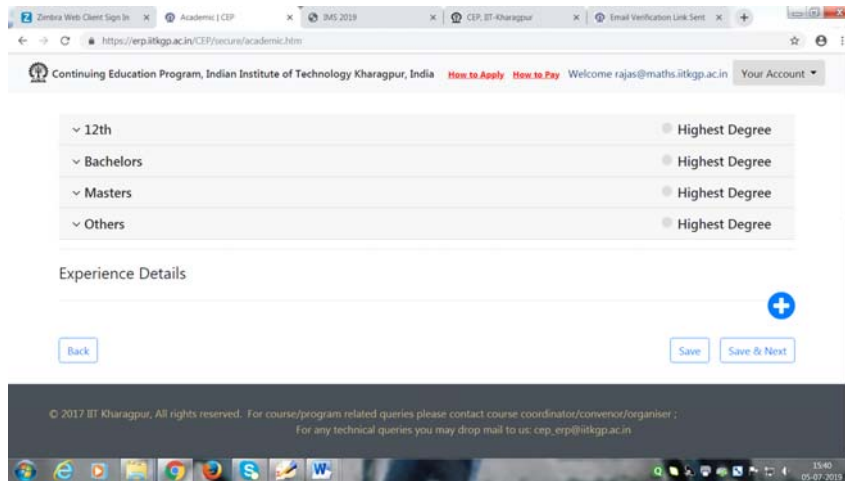 Zimbra Web Client Sign In
Academic | CEP
IMS 2019
CEP, IIT-Kharagpur
Email Verification Link Sent
https://erp.iitkgp.ac.in/CEP/secure/academic.htm
Continuing Education Program, Indian Institute of Technology Kharagpur, India How to Apply How to Pay Welcome rajas@maths.iitkgp.ac.in Your Account
12th Highest Degree
Bachelors Highest Degree
Masters Highest Degree
Others Highest Degree
Experience Details
Back Save Save & Next
© 2017 IIT Kharagpur, All rights reserved. For course/program related queries please contact course coordinator/convenor/organiser ;
For any technical queries you may drop mail to us: cep_erp@iitkgp.ac.in
15:40
05-07-2019